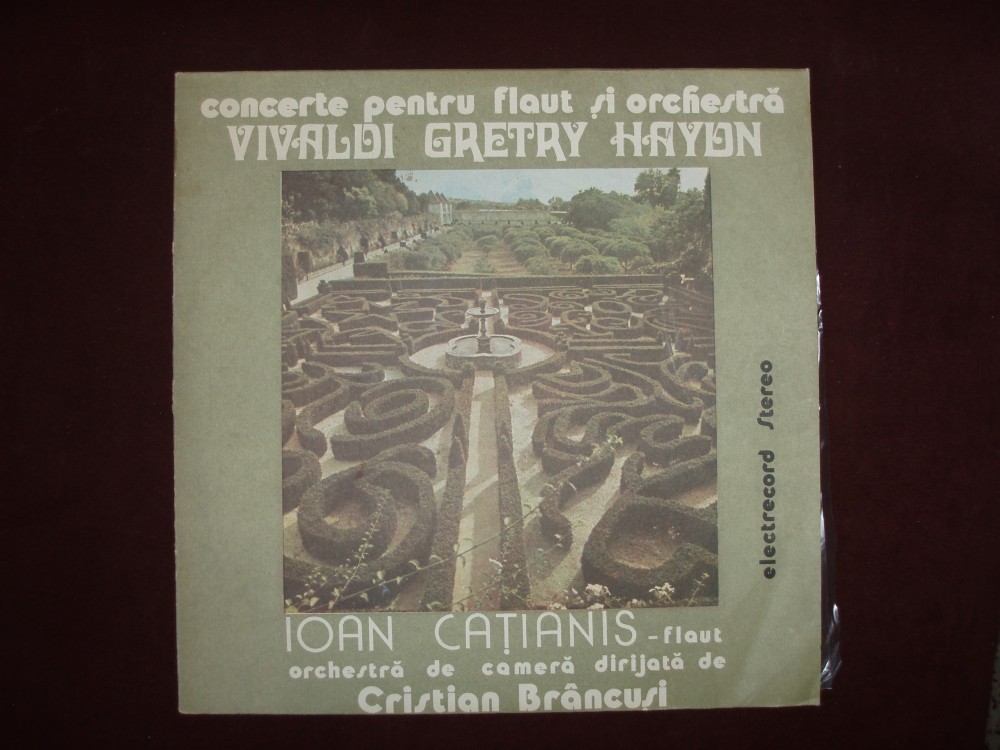 concerte pentru flaut și orchestră
VIVALDI GRETRY HAYDN
electrecord stereo
IOAN CAȚIANIS - flaut
orchestră de cameră dirijată de
Cristian Brâncuși